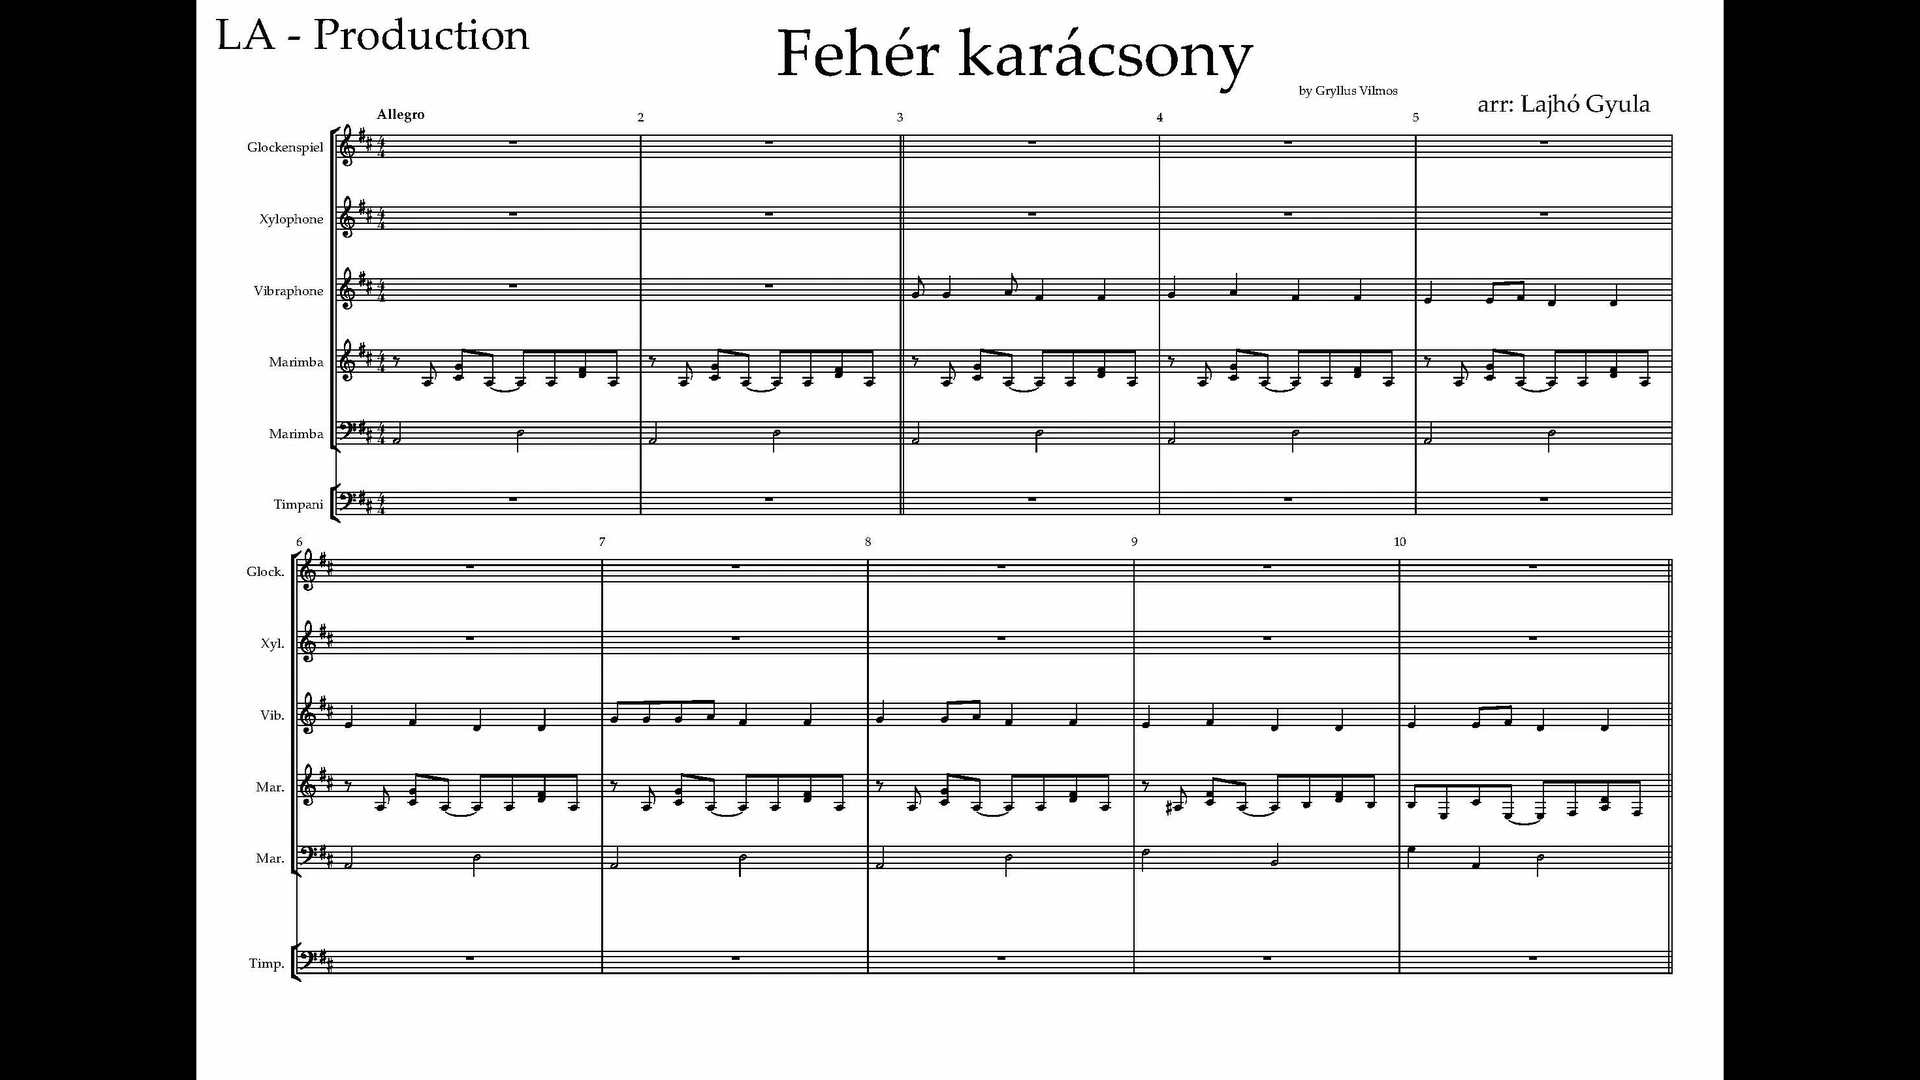 LA - Production
Fehér karácsony
by Gryllus Vilmos
arr: Lajhó Gyula
Allegro
2 3 4 5
Glockenspiel
Xylophone
Vibraphone
Marimba
Marimba
Timpani
6 7 8 9 10
Glock.
Xyl.
Vib.
Mar.
Mar.
Timp.